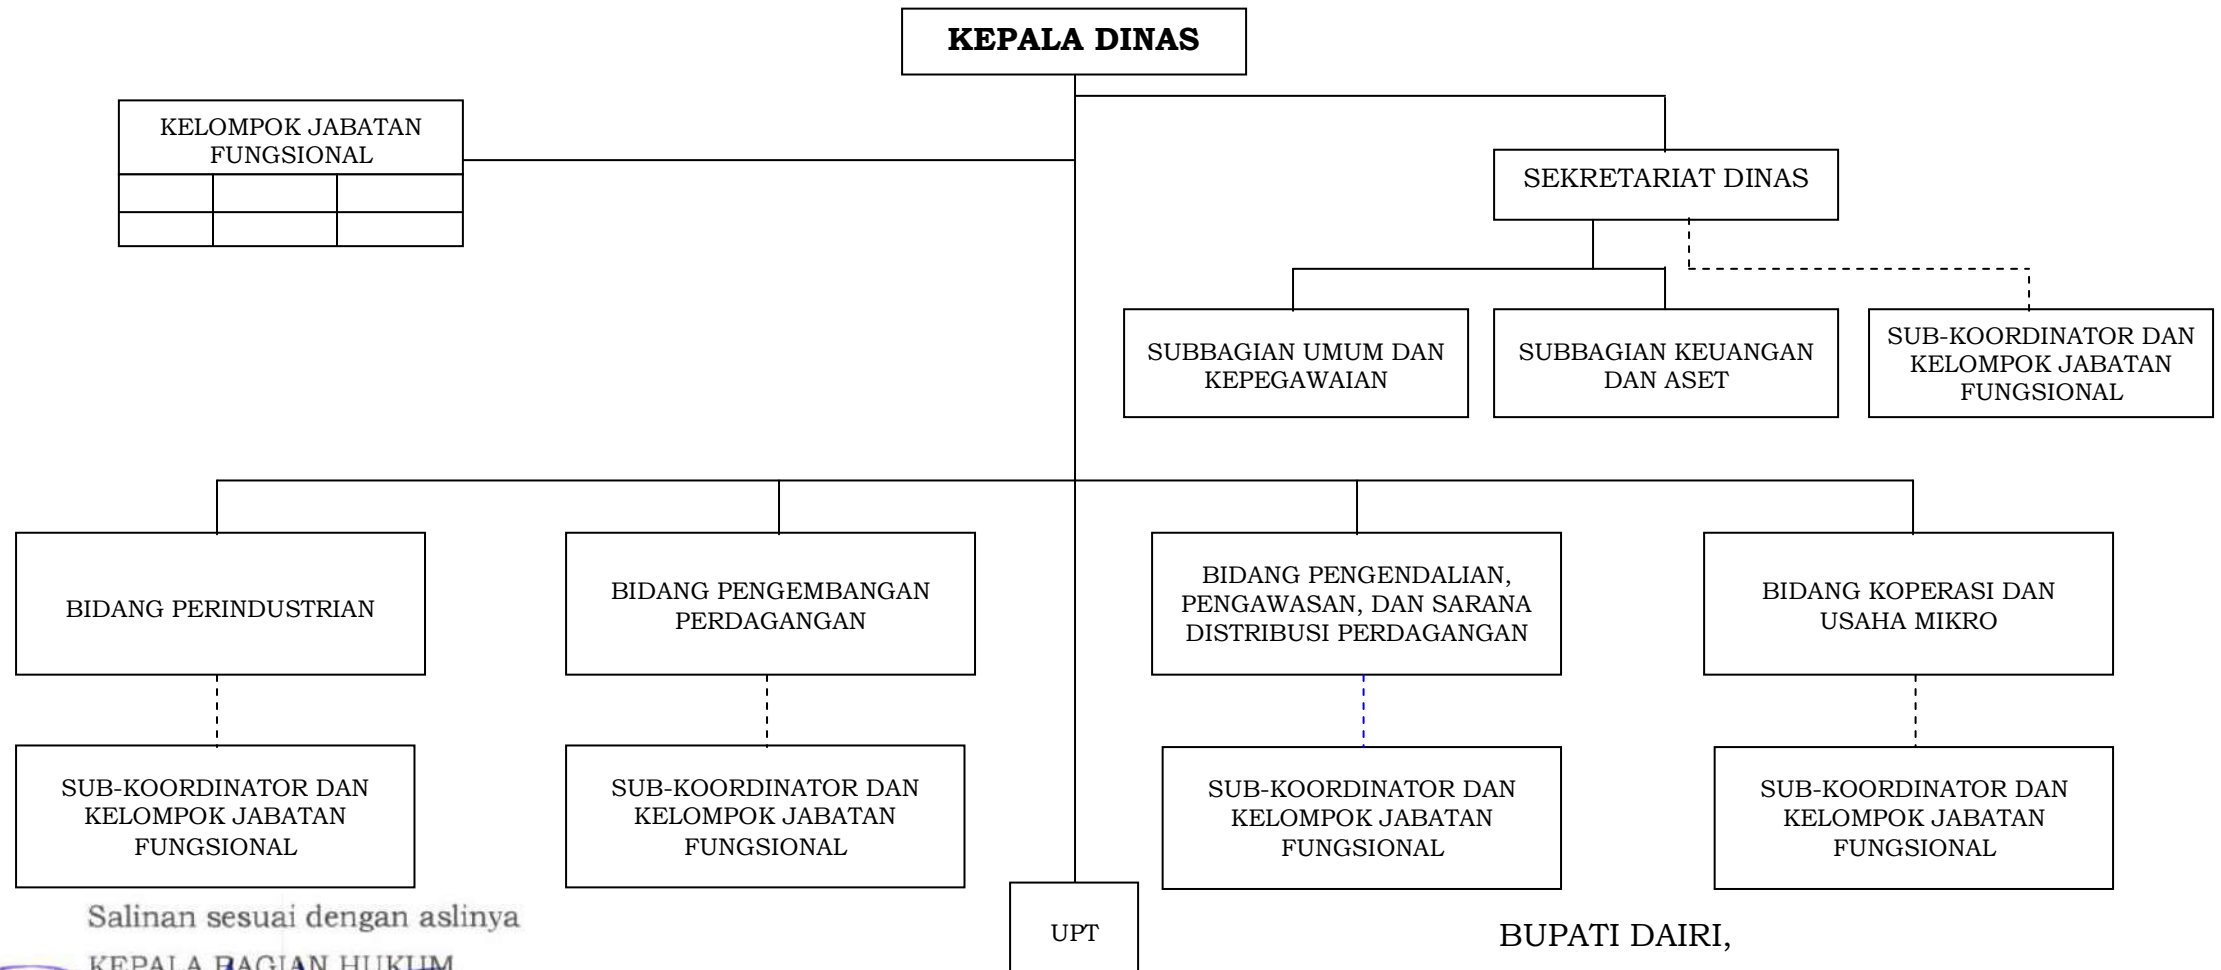 KEPALA DINAS
KELOMPOK JABATAN
FUNGSIONAL
SEKRETARIAT DINAS
SUBBAGIAN UMUM DAN
KEPEGAWAIAN
SUBBAGIAN KEUANGAN
DAN ASET
SUB-KOORDINATOR DAN
KELOMPOK JABATAN
FUNGSIONAL
BIDANG PERINDUSTRIAN
BIDANG PENGEMBANGAN
PERDAGANGAN
BIDANG PENGENDALIAN,
PENGAWASAN, DAN SARANA
DISTRIBUSI PERDAGANGAN
BIDANG KOPERASI DAN
USAHA MIKRO
SUB-KOORDINATOR DAN
KELOMPOK JABATAN
FUNGSIONAL
SUB-KOORDINATOR DAN
KELOMPOK JABATAN
FUNGSIONAL
SUB-KOORDINATOR DAN
KELOMPOK JABATAN
FUNGSIONAL
SUB-KOORDINATOR DAN
KELOMPOK JABATAN
FUNGSIONAL
UPT
Salinan sesuai dengan aslinya
KEPALA BAGIAN HUKUM
BUPATI DAIRI,